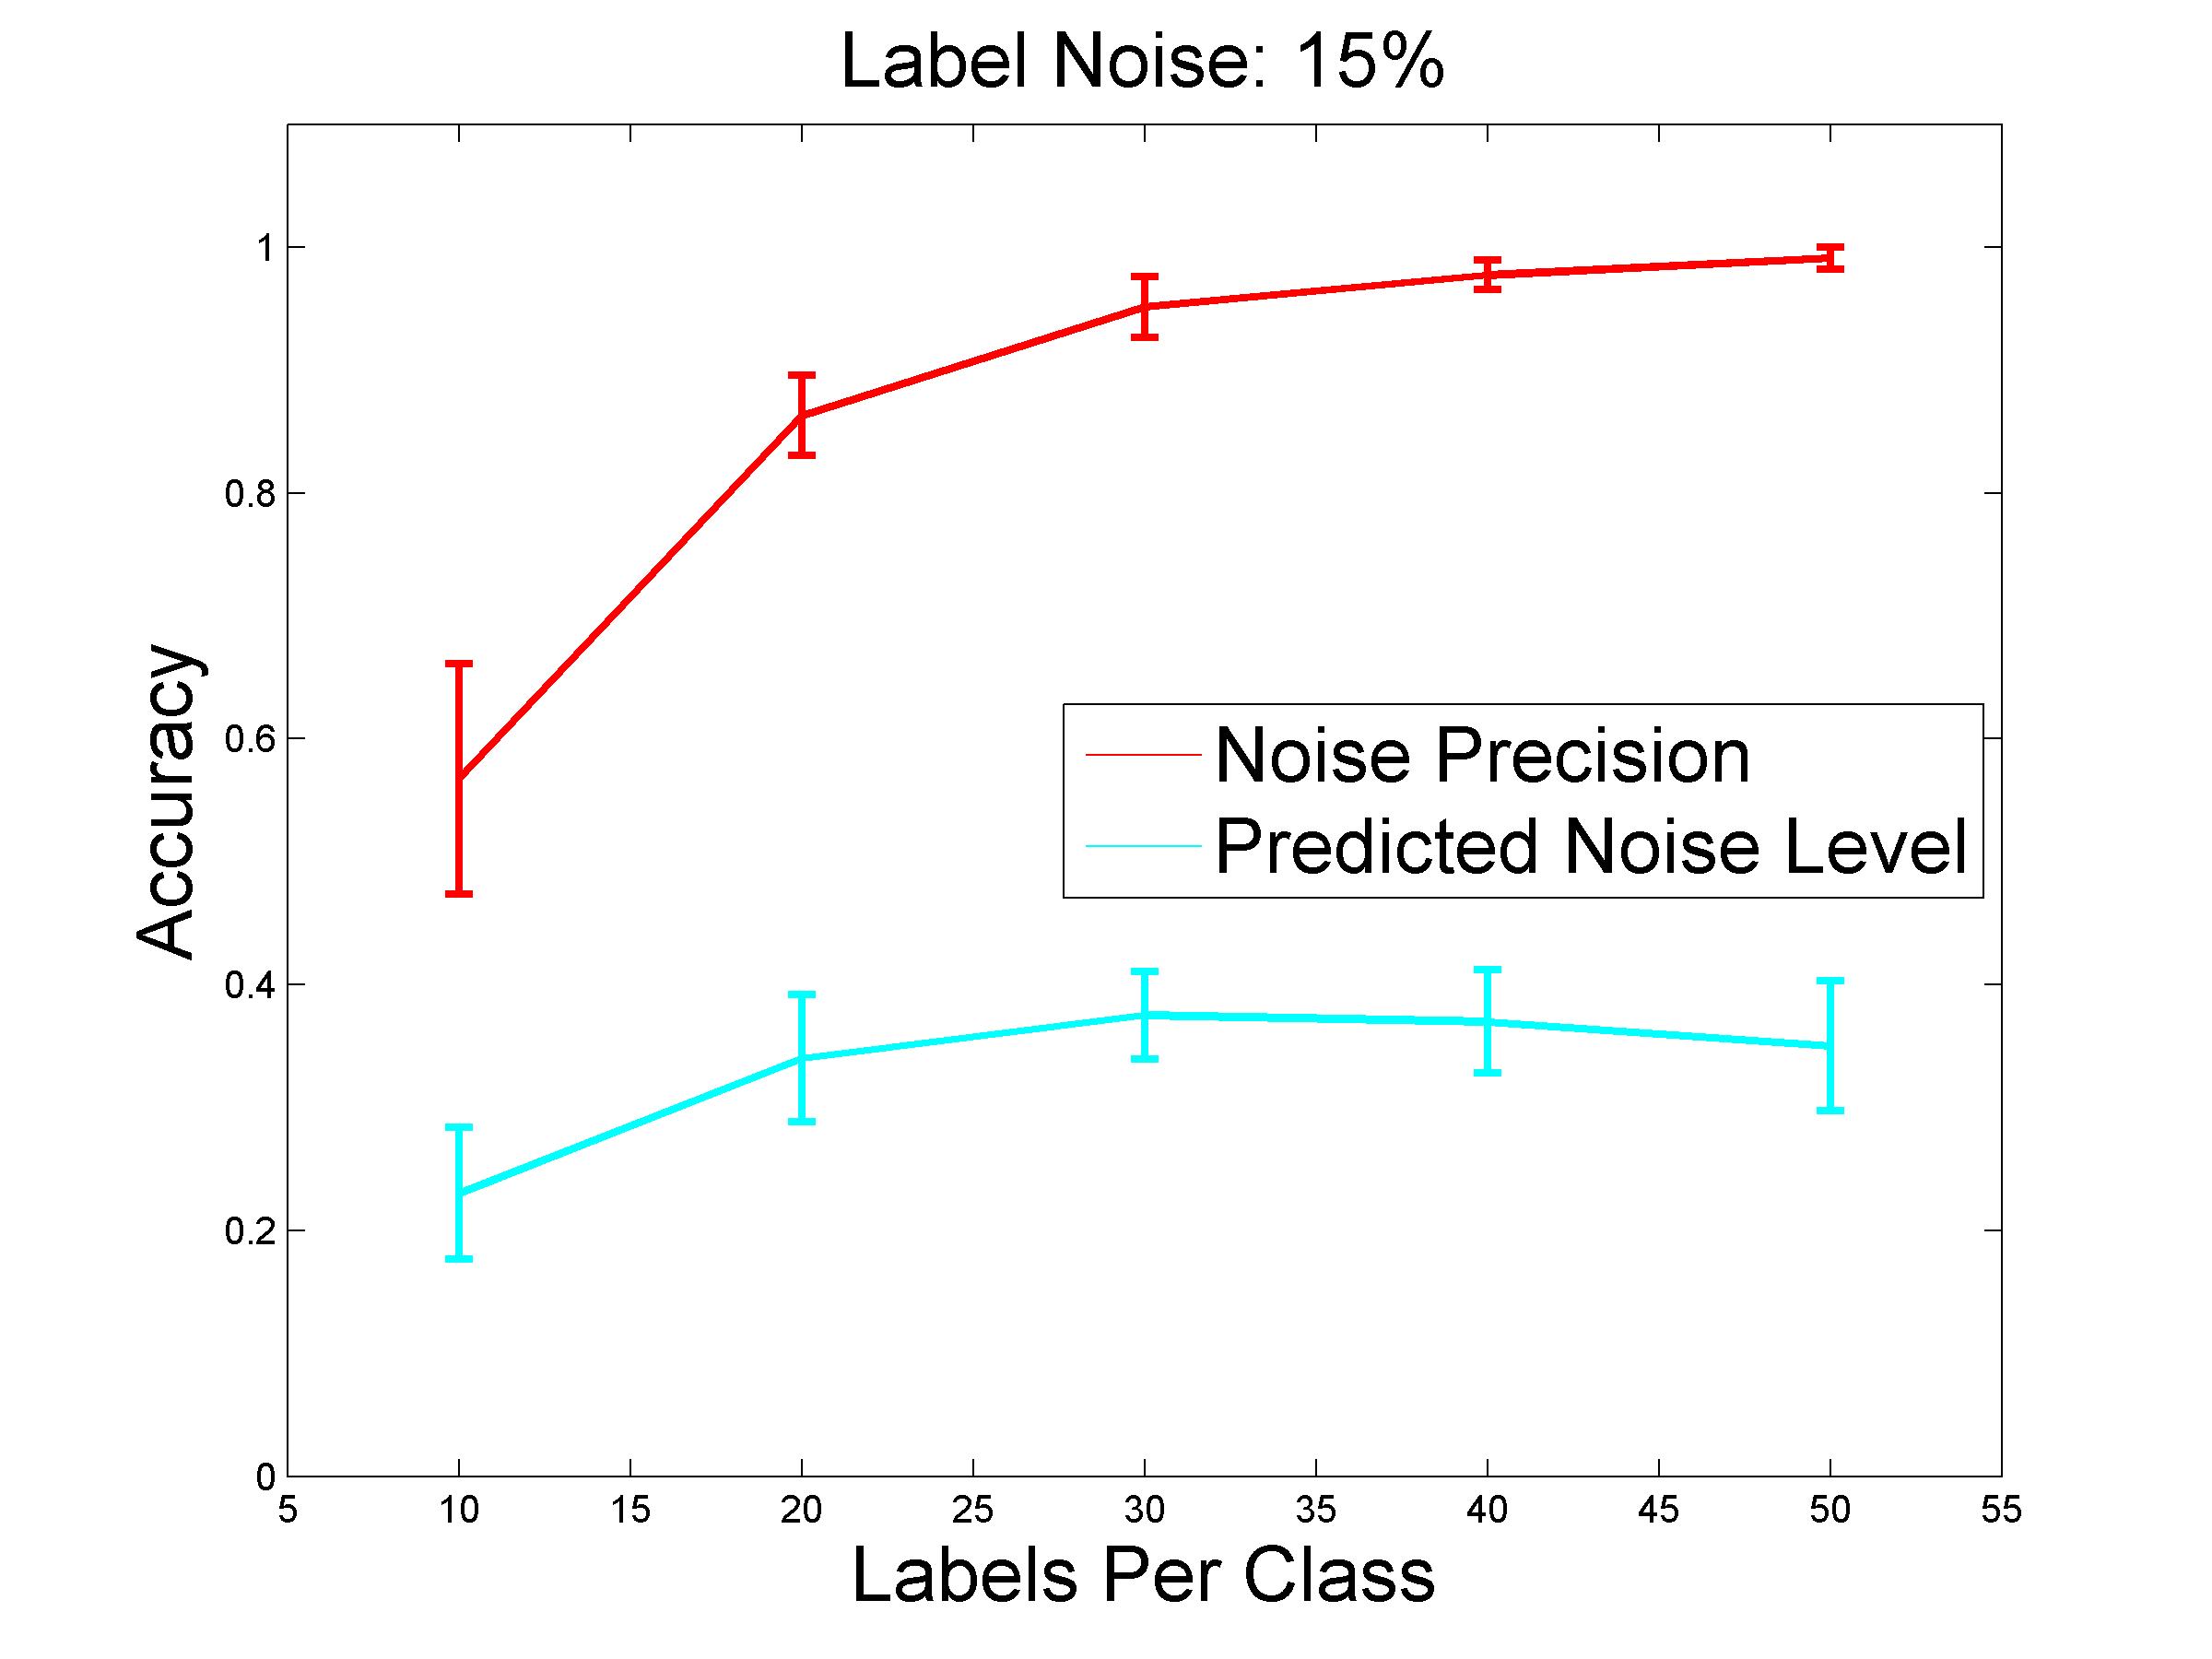 Label Noise: 15%
1
0.8
0.6
0.4
0.2
0
Accuracy
Noise Precision
Predicted Noise Level
5 10 15 20 25 30 35 40 45 50 55
Labels Per Class